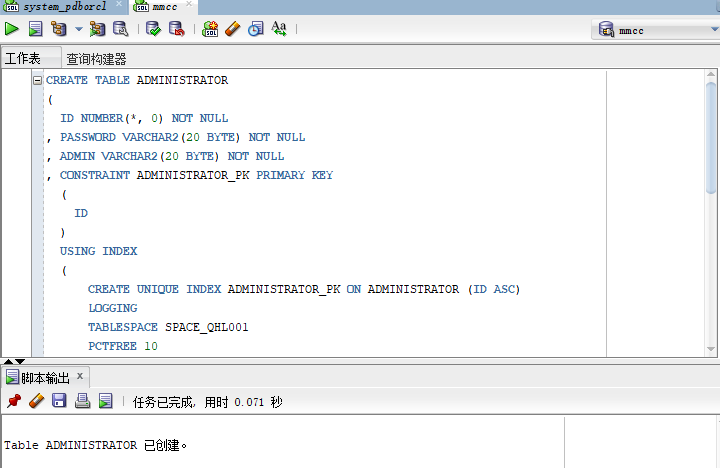 system_pdborcl
mmcc
mmcc
工作表 查询构建器
CREATE TABLE ADMINISTRATOR
(
ID NUMBER(*, 0) NOT NULL
, PASSWORD VARCHAR2(20 BYTE) NOT NULL
, ADMIN VARCHAR2(20 BYTE) NOT NULL
, CONSTRAINT ADMINISTRATOR_PK PRIMARY KEY
(
ID
)
USING INDEX
(
CREATE UNIQUE INDEX ADMINISTRATOR_PK ON ADMINISTRATOR (ID ASC)
LOGGING
TABLESPACE SPACE_QHL001
PCTFREE 10
脚本输出 x
任务已完成, 用时 0.071 秒
Table ADMINISTRATOR 已创建。